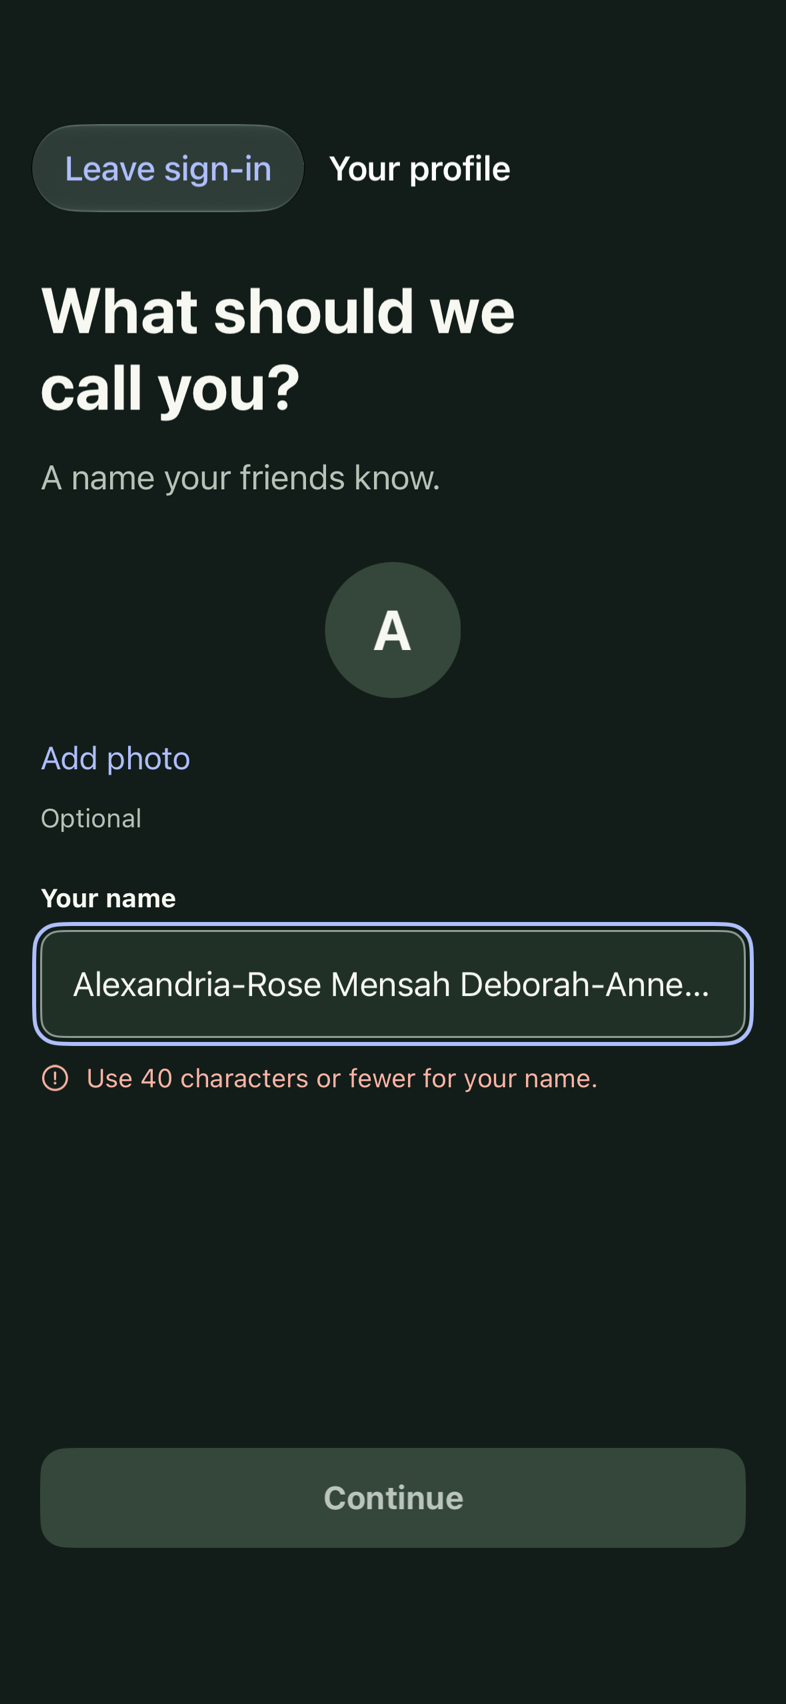 Leave sign-in Your profile
What should we
call you?
A name your friends know.
A
Add photo
Optional
Your name
Alexandria-Rose Mensah Deborah-Anne...
Use 40 characters or fewer for your name.
Continue